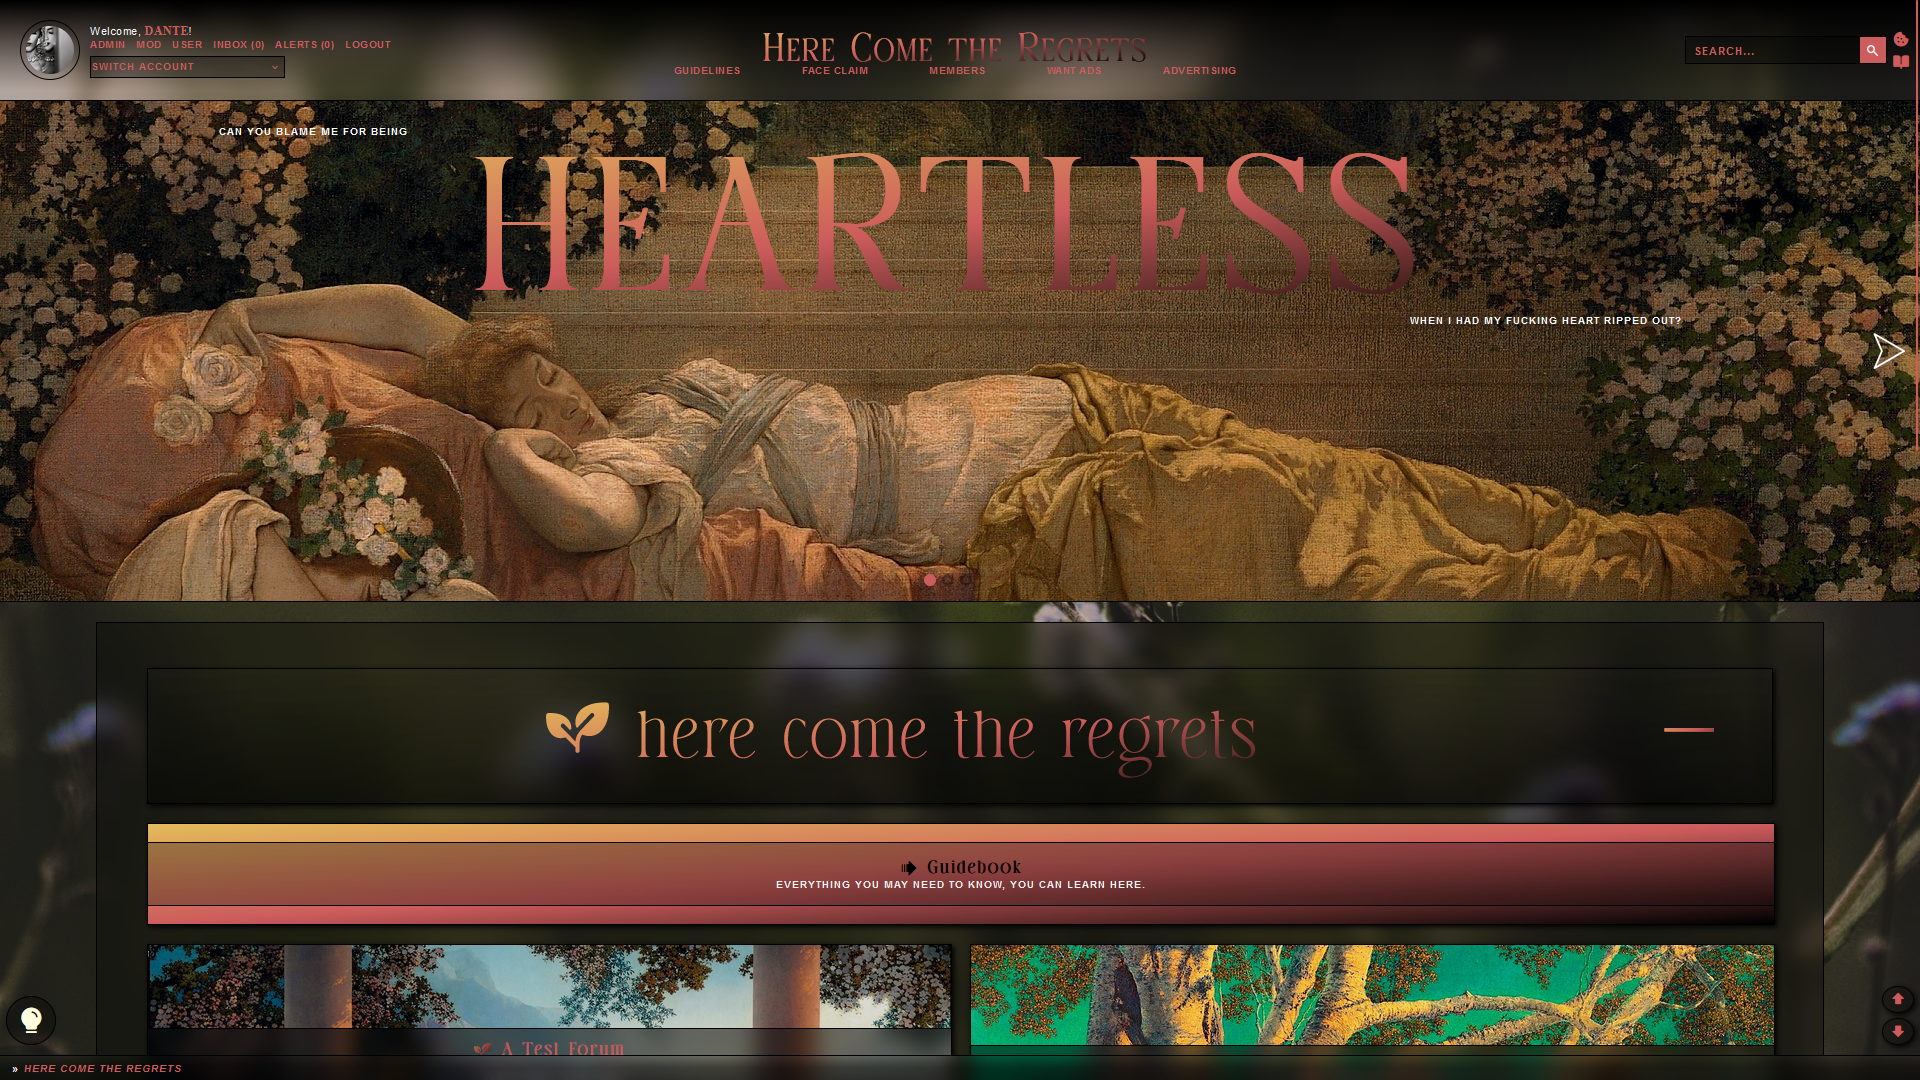 Welcome, DANTE!
ADMIN MOD USER INBOX (0) ALERTS (0) LOGOUT
SWITCH ACCOUNT
HERE COME THE REGRETS
GUIDELINES FACE CLAIM MEMBERS WANT ADS ADVERTISING
SEARCH...
CAN YOU BLAME ME FOR BEING
HEARTLESS
WHEN I HAD MY FUCKING HEART RIPPED OUT?
here come the regrets
Guidebook
EVERYTHING YOU MAY NEED TO KNOW, YOU CAN LEARN HERE.
A Test Forum
» HERE COME THE REGRETS